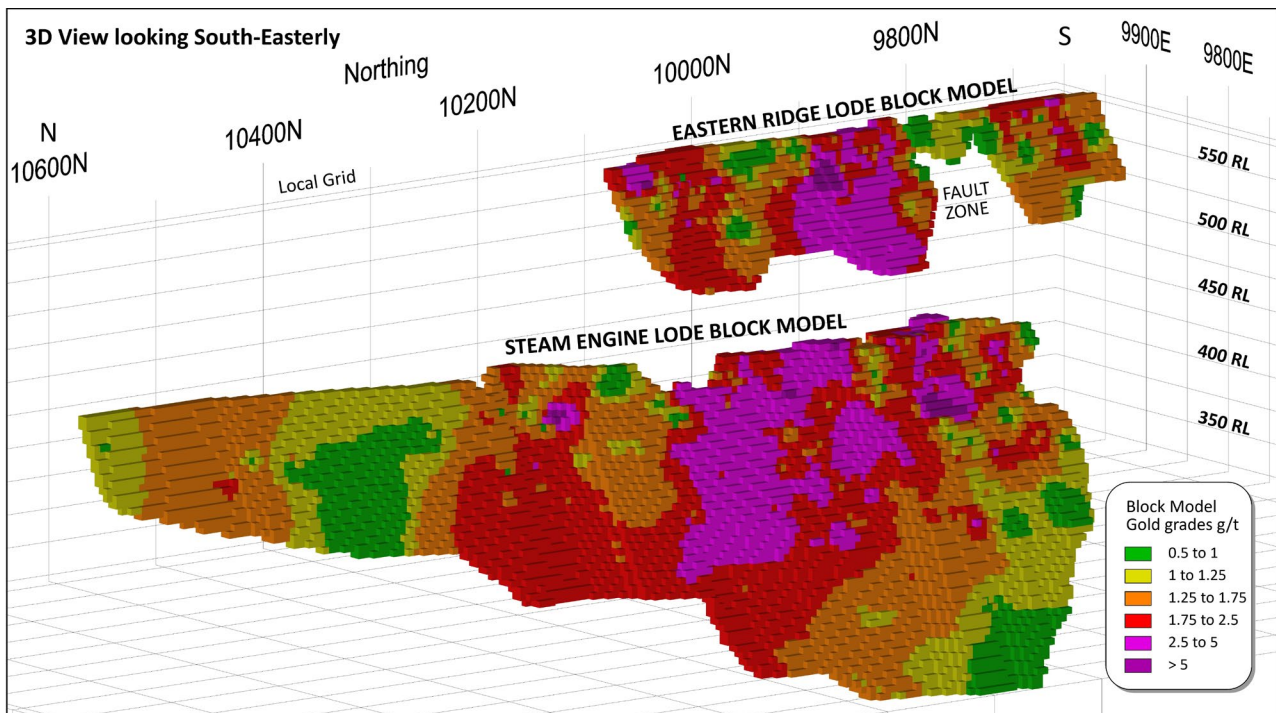 3D View looking South-Easterly
Northing
N
10600N
10400N
10200N
10000N
9800N
S
9900E
9800E
Local Grid
EASTERN RIDGE LODE BLOCK MODEL
FAULT
ZONE
550 RL
500 RL
450 RL
400 RL
350 RL
STEAM ENGINE LODE BLOCK MODEL
Block Model
Gold grades g/t
0.5 to 1
1 to 1.25
1.25 to 1.75
1.75 to 2.5
2.5 to 5
> 5